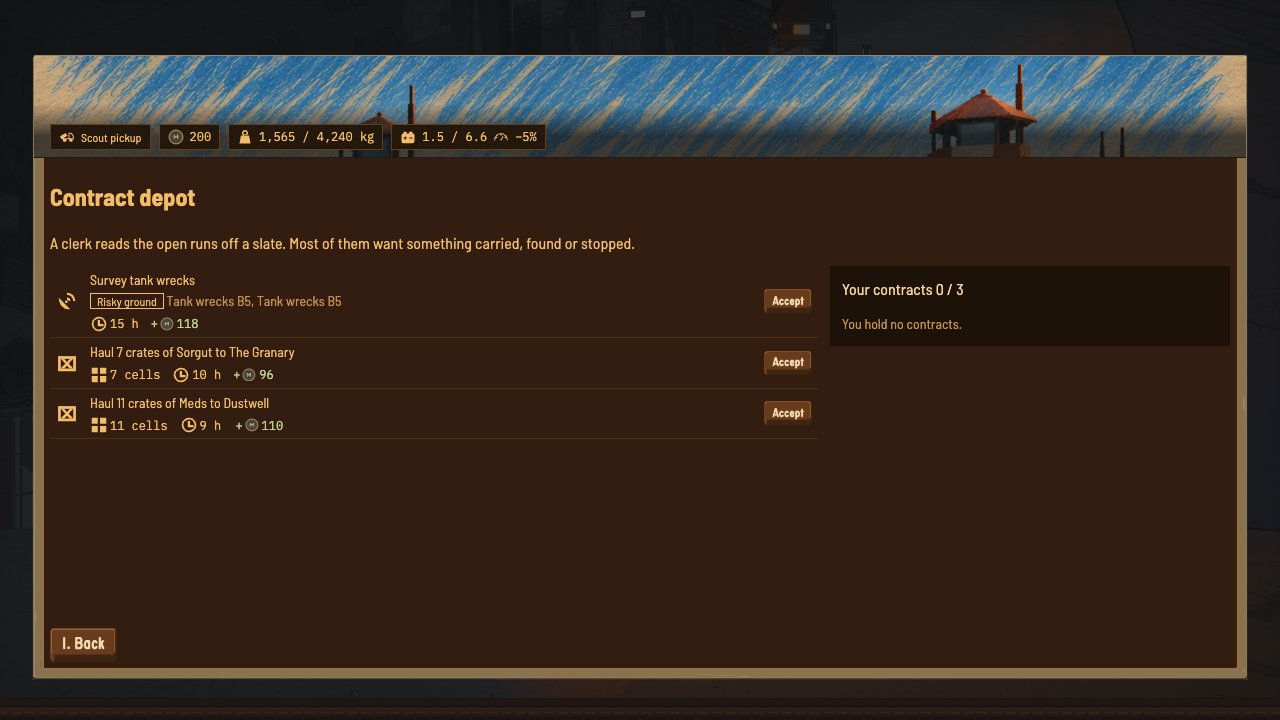 Scout pickup
M 200
1,565 / 4,240 kg
1.5 / 6.6 −5%
Contract depot
A clerk reads the open runs off a slate. Most of them want something carried, found or stopped.
Survey tank wrecks
Risky ground Tank wrecks B5, Tank wrecks B5
15 h + M 118
Accept
Haul 7 crates of Sorgut to The Granary
7 cells 10 h + M 96
Accept
Haul 11 crates of Meds to Dustwell
11 cells 9 h + M 110
Accept
Your contracts 0 / 3
You hold no contracts.
1. Back